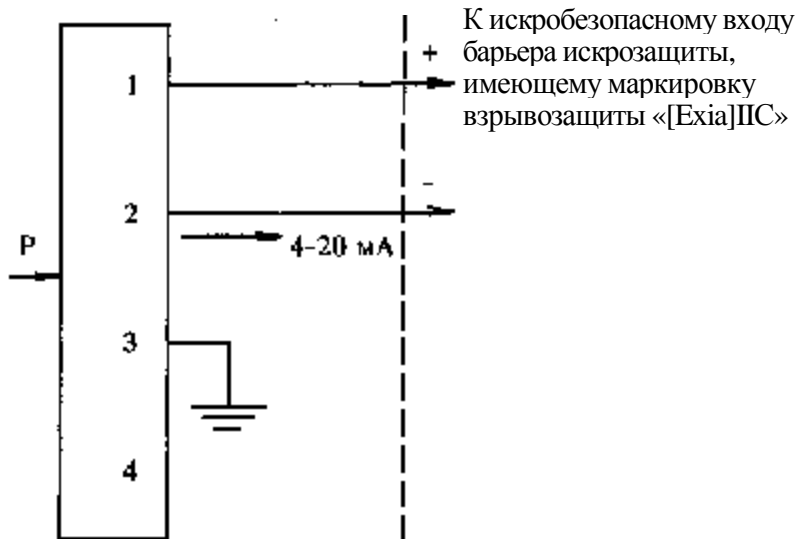 К искробезопасному входу
+ барьера искрозащиты,
1 имеющему маркировку
взрывозащиты «[Exia]IIC»
-
2
P 4-20 мА
3
4